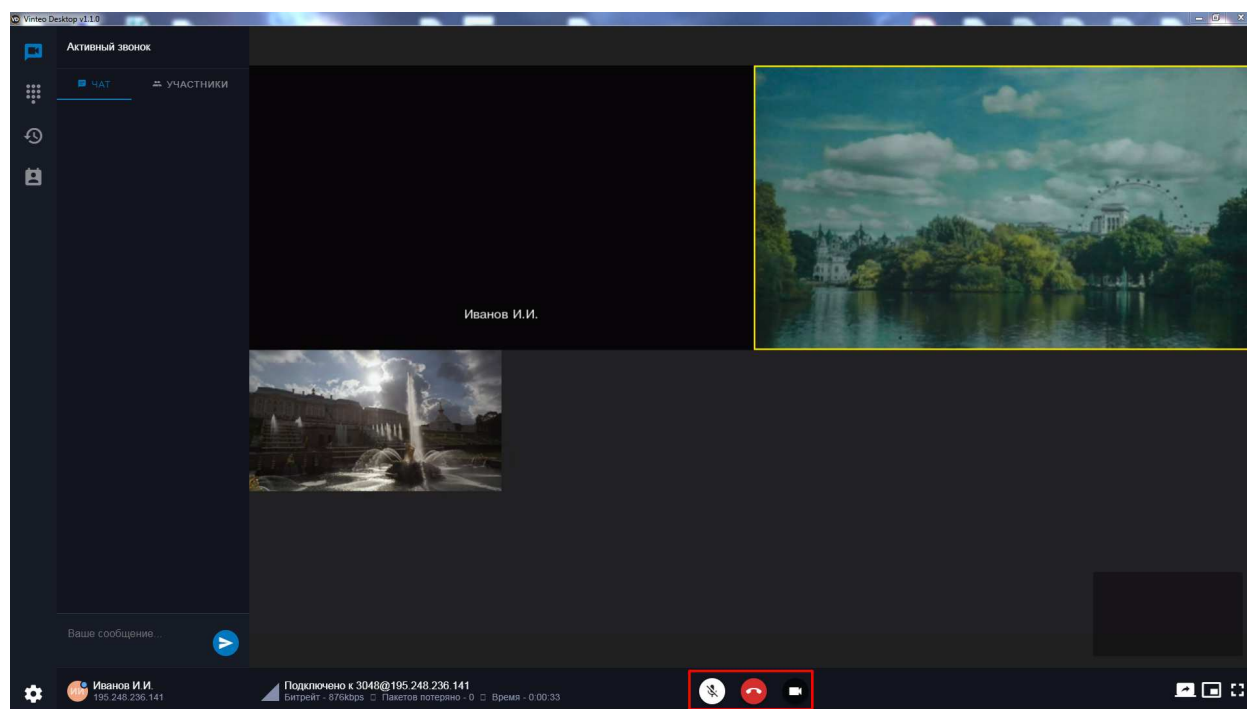 Vinteo Desktop v1.1.0
Активный звонок
ЧАТ
УЧАСТНИКИ
Иванов И.И.
Ваше сообщение...
ИИ
Иванов И.И.
195.248.236.141
Подключено к 3048@195.248.236.141
Битрейт - 876kbps Пакетов потеряно - 0 Время - 0:00:33